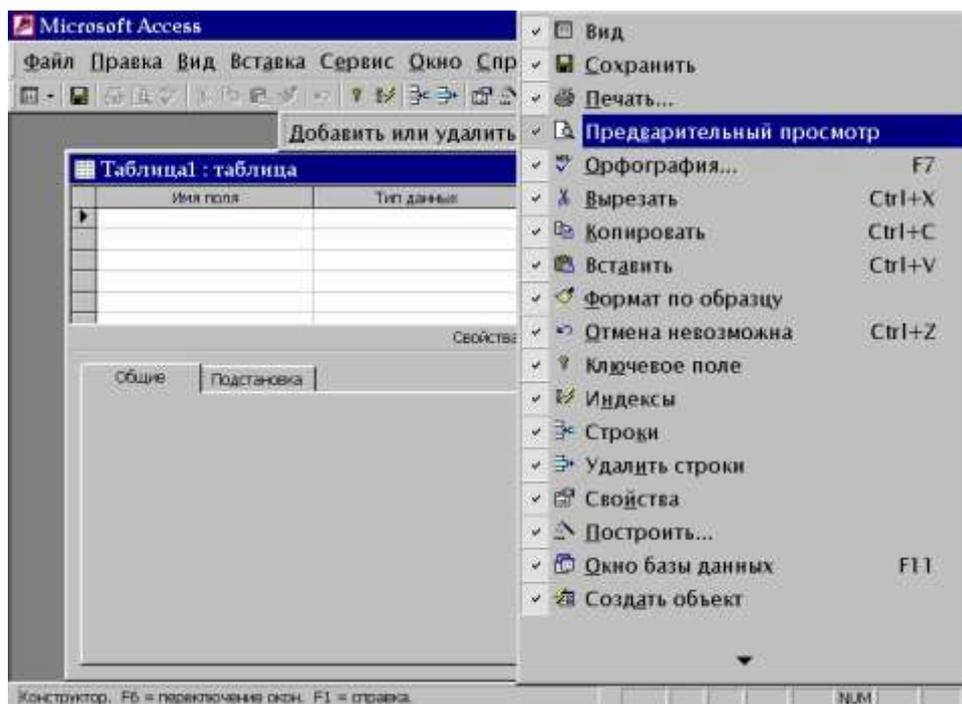 Microsoft Access
Файл Правка Вид Вставка Сервис Окно Спр
Добавить или удалить
Таблица1 : таблица
Имя поля Тип данных
Свойства
Общие Подстановка
Вид
Сохранить
Печать...
Предварительный просмотр
Орфография... F7
Вырезать Ctrl+X
Копировать Ctrl+C
Вставить Ctrl+V
Формат по образцу
Отмена невозможна Ctrl+Z
Ключевое поле
Индексы
Строки
Удалить строки
Свойства
Построить...
Окно базы данных F11
Создать объект
Конструктор. F6 = переключение окон. F1 = справка. NUM